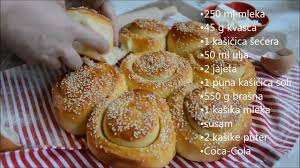 •250 ml mleka
•45 g kvasca
•1 kašičica šećera
•50 ml ulja
•2 jajeta
•1 puna kašičica soli
•550 g brašna
•1 kašika mleka
•susam
•2 kašike puter
•Coca-Cola